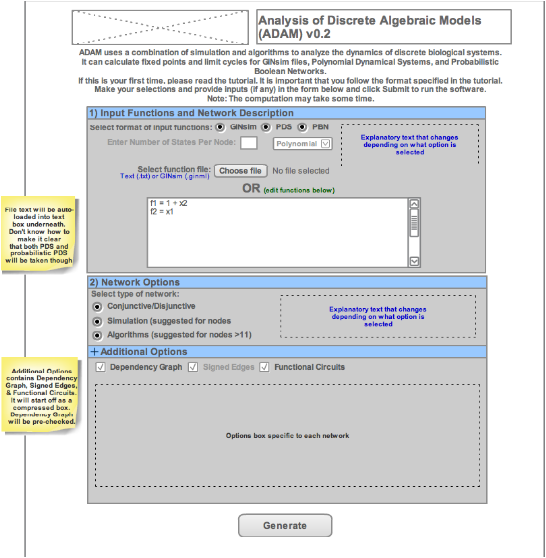 Analysis of Discrete Algebraic Models
(ADAM) v0.2
ADAM uses a combination of simulation and algorithms to analyze the dynamics of discrete biological systems.
It can calculate fixed points and limit cycles for GINsim files, Polynomial Dynamical Systems, and Probabilistic
Boolean Networks.
If this is your first time, please read the tutorial. It is important that you follow the format specified in the tutorial.
Make your selections and provide inputs (if any) in the form below and click Submit to run the software.
Note: The computation may take some time.
1) Input Functions and Network Description
Select format of input functions: GINsim PDS PBN
Enter Number of States Per Node: Polynomial
Explanatory text that changes
depending on what option is
selected
Select function file: Choose file No file selected
Text (.txt) or GINsim (.ginml)
OR (edit functions below)
f1 = 1 + x2
f2 = x1
File text will be auto-
loaded into text
box underneath.
Don't know how to
make it clear
that both PDS and
probabilistic PDS
will be taken though
2) Network Options
Select type of network:
Conjunctive/Disjunctive
Simulation (suggested for nodes
Algorithms (suggested for nodes >11)
Explanatory text that changes
depending on what option is
selected
+ Additional Options
Dependency Graph Signed Edges Functional Circuits
Additional Options
contains Dependency
Graph, Signed Edges,
& Functional Circuits.
It will start off as a
compressed box.
Dependency Graph
will be pre-checked.
Options box specific to each network
Generate